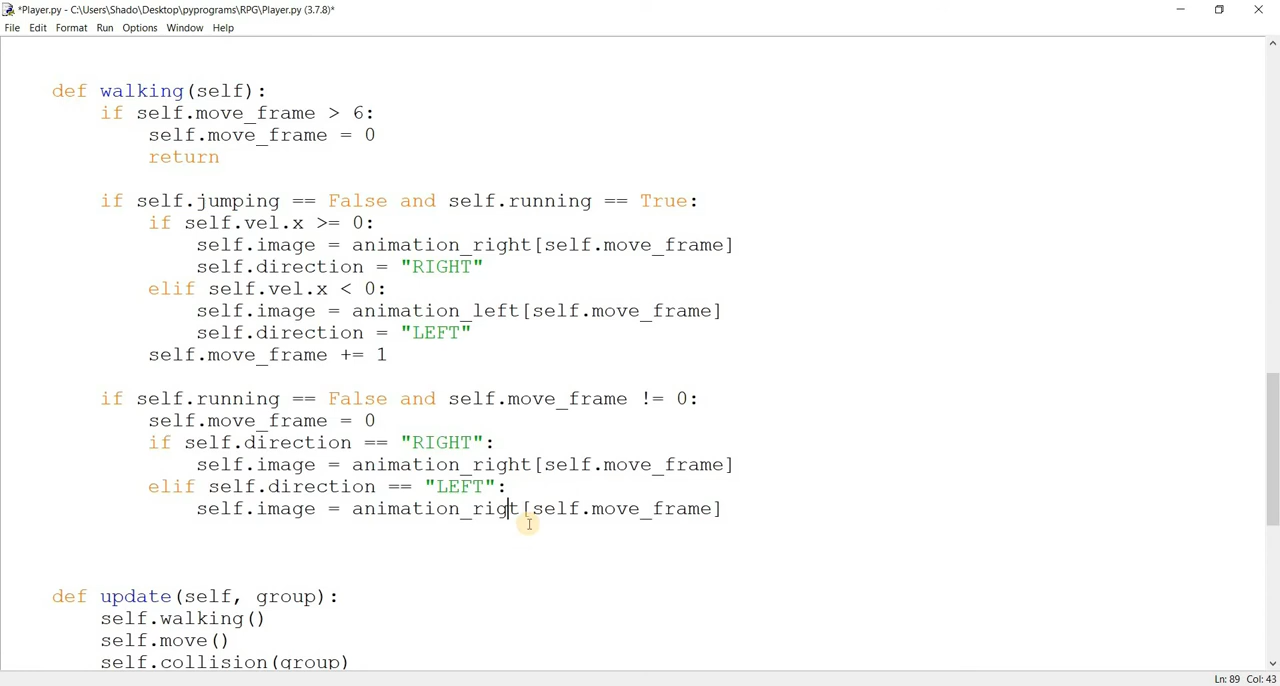 *Player.py - C:\Users\Shado\Desktop\pyprograms\RPG\Player.py (3.7.8)*
File Edit Format Run Options Window Help
def walking(self):
if self.move_frame > 6:
self.move_frame = 0
return
if self.jumping == False and self.running == True:
if self.vel.x >= 0:
self.image = animation_right[self.move_frame]
self.direction = "RIGHT"
elif self.vel.x < 0:
self.image = animation_left[self.move_frame]
self.direction = "LEFT"
self.move_frame += 1
if self.running == False and self.move_frame != 0:
self.move_frame = 0
if self.direction == "RIGHT":
self.image = animation_right[self.move_frame]
elif self.direction == "LEFT":
self.image = animation_rigt[self.move_frame]
def update(self, group):
self.walking()
self.move()
self.collision(group)
Ln: 89 Col: 43